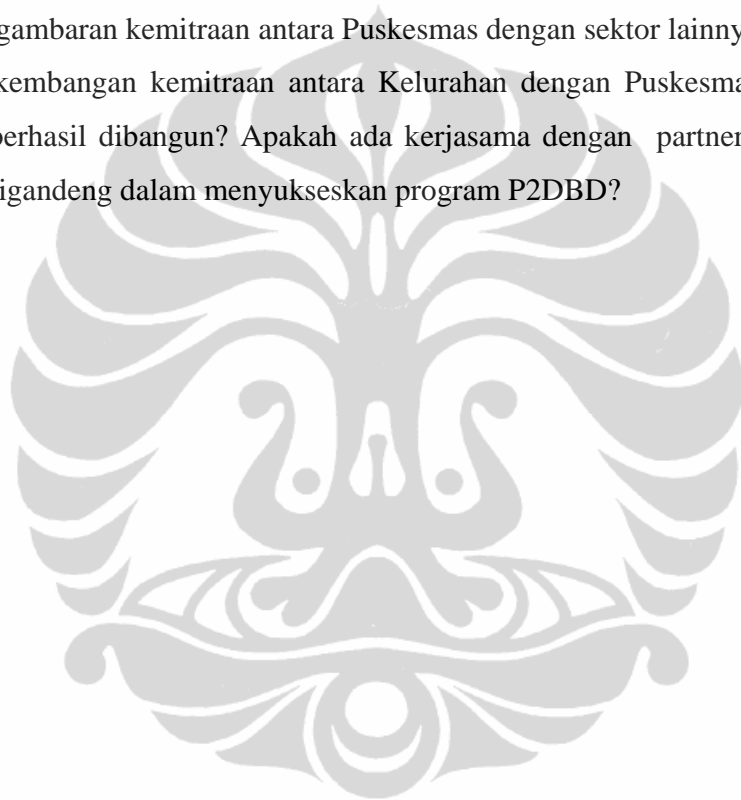 gambaran kemitraan antara Puskesmas dengan sektor lainny
kembangan kemitraan antara Kelurahan dengan Puskesma
berhasil dibangun? Apakah ada kerjasama dengan partner
igandeng dalam menyukseskan program P2DBD?